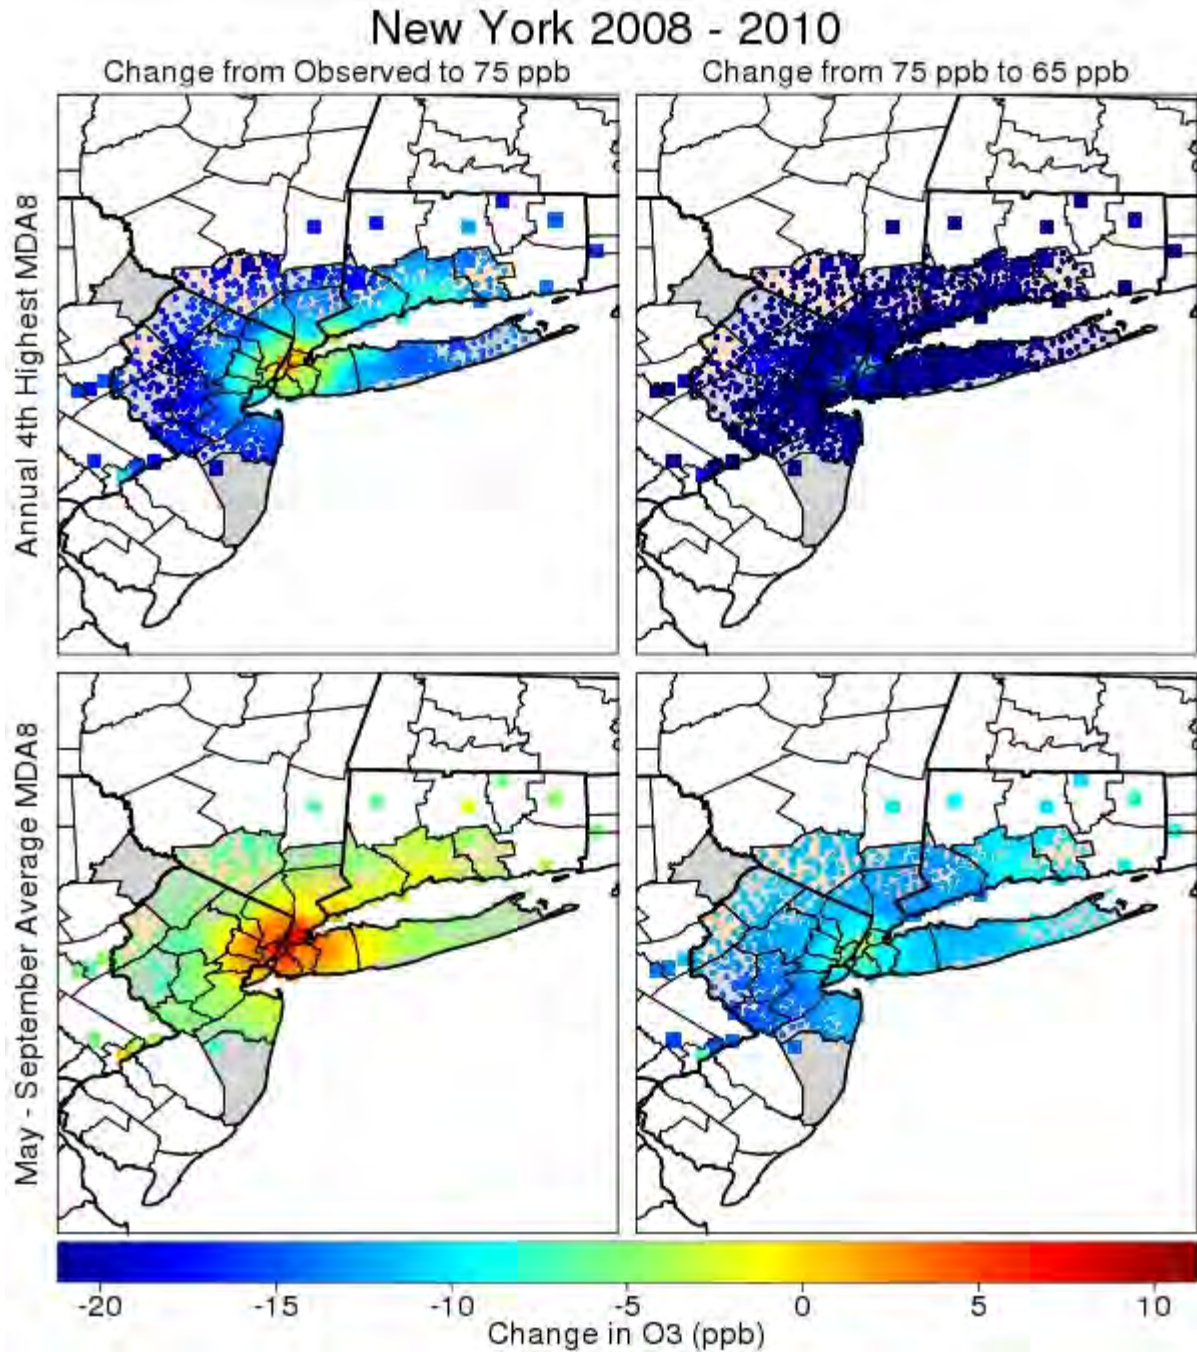 New York 2008 - 2010
Change from Observed to 75 ppb
Change from 75 ppb to 65 ppb
Annual 4th Highest MDA8
May - September Average MDA8
-20 -15 -10 -5 0 5 10
Change in O3 (ppb)